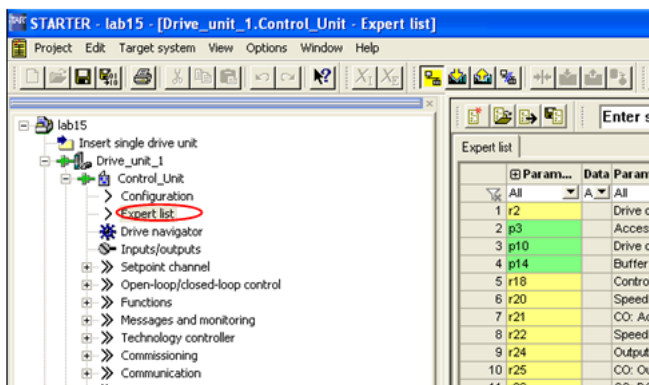 STARTER - lab15 - [Drive_unit_1.Control_Unit - Expert list]
Project Edit Target system View Options Window Help
lab15
Insert single drive unit
Drive_unit_1
Control_Unit
Configuration
Expert list
Drive navigator
Inputs/outputs
Setpoint channel
Open-loop/closed-loop control
Functions
Messages and monitoring
Technology controller
Commissioning
Communication
Enter s
Expert list
Param... Data Param
All A All
1 r2 Drive o
2 p3 Acces
3 p10 Drive c
4 p14 Buffer
5 r18 Contro
6 r20 Speed
7 r21 CO: Ac
8 r22 Speed
9 r24 Output
10 r25 CO: Ou